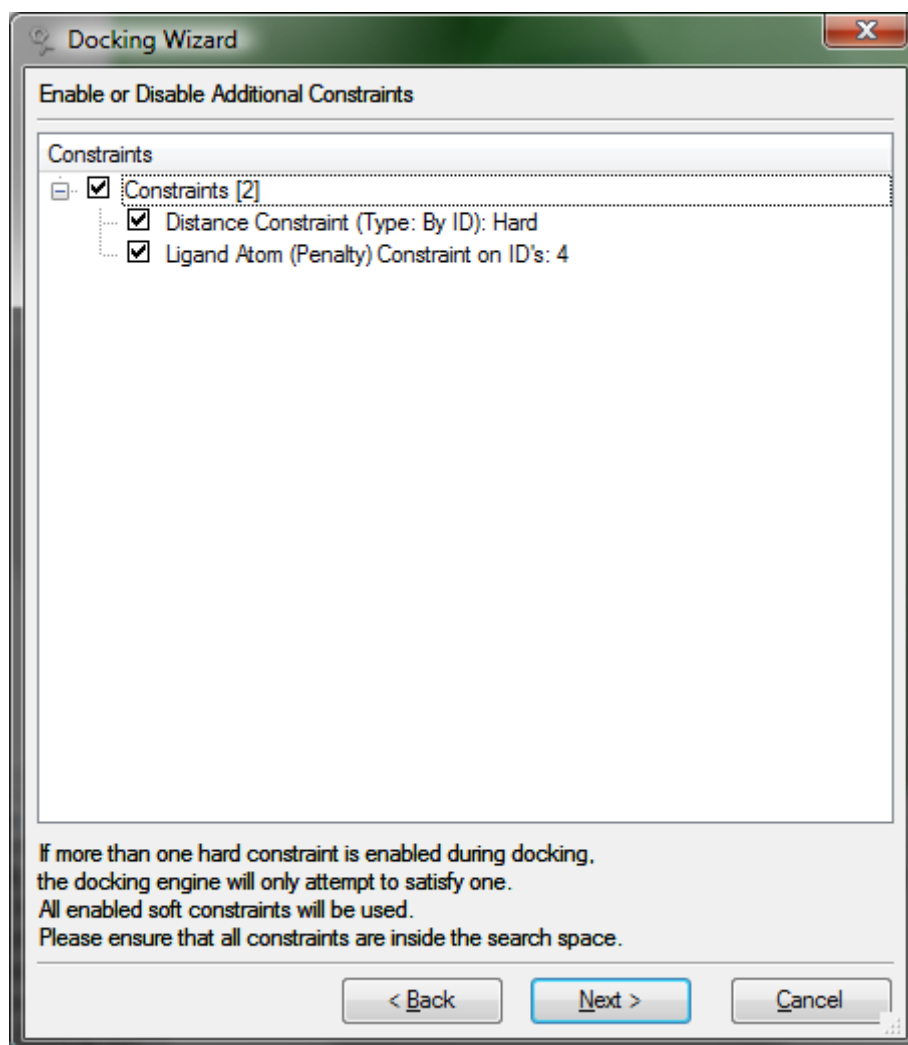 Docking Wizard
Enable or Disable Additional Constraints
Constraints
Constraints [2]
Distance Constraint (Type: By ID): Hard
Ligand Atom (Penalty) Constraint on ID's: 4
If more than one hard constraint is enabled during docking,
the docking engine will only attempt to satisfy one.
All enabled soft constraints will be used.
Please ensure that all constraints are inside the search space.
< Back Next > Cancel